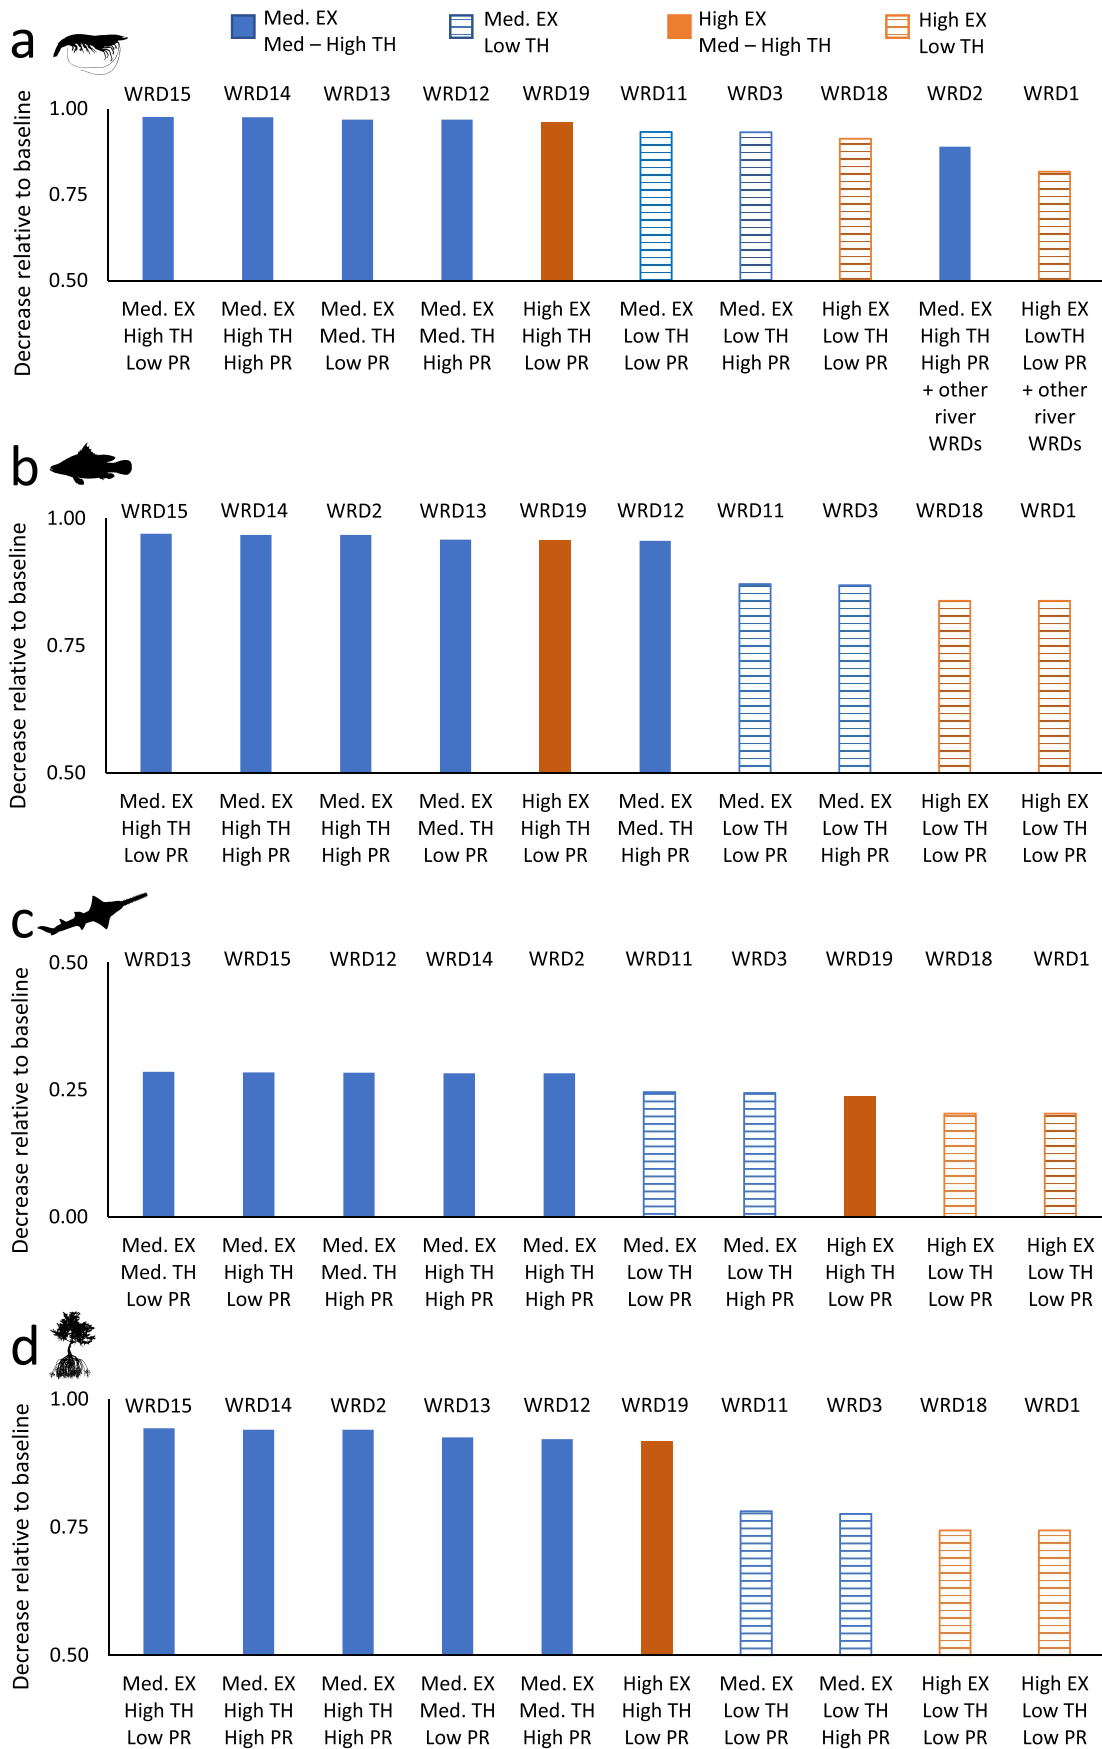 Med. EX
Med – High TH
Med. EX
Low TH
High EX
Med – High TH
High EX
Low TH
a
WRD15 WRD14 WRD13 WRD12 WRD19 WRD11 WRD3 WRD18 WRD2 WRD1
Decrease relative to baseline
1.00
0.75
0.50
Med. EX Med. EX Med. EX Med. EX High EX Med. EX Med. EX High EX Med. EX High EX
High TH High TH Med. TH Med. TH High TH Low TH Low TH Low TH High TH LowTH
Low PR High PR Low PR High PR Low PR Low PR High PR Low PR High PR Low PR
+ other + other
river river
WRDs WRDs
b
WRD15 WRD14 WRD2 WRD13 WRD19 WRD12 WRD11 WRD3 WRD18 WRD1
Decrease relative to baseline
1.00
0.75
0.50
Med. EX Med. EX Med. EX Med. EX High EX Med. EX Med. EX Med. EX High EX High EX
High TH High TH High TH Med. TH High TH Med. TH Low TH Low TH Low TH Low TH
Low PR High PR High PR Low PR Low PR High PR Low PR High PR Low PR Low PR
c
WRD13 WRD15 WRD12 WRD14 WRD2 WRD11 WRD3 WRD19 WRD18 WRD1
Decrease relative to baseline
0.50
0.25
0.00
Med. EX Med. EX Med. EX Med. EX Med. EX Med. EX Med. EX High EX High EX High EX
Med. TH High TH Med. TH High TH High TH Low TH Low TH High TH Low TH Low TH
Low PR Low PR High PR High PR High PR Low PR High PR Low PR Low PR Low PR
d
WRD15 WRD14 WRD2 WRD13 WRD12 WRD19 WRD11 WRD3 WRD18 WRD1
Decrease relative to baseline
1.00
0.75
0.50
Med. EX Med. EX Med. EX Med. EX Med. EX High EX Med. EX Med. EX High EX High EX
High TH High TH High TH Med. TH Med. TH High TH Low TH Low TH Low TH Low TH
Low PR High PR High PR Low PR High PR Low PR Low PR High PR Low PR Low PR